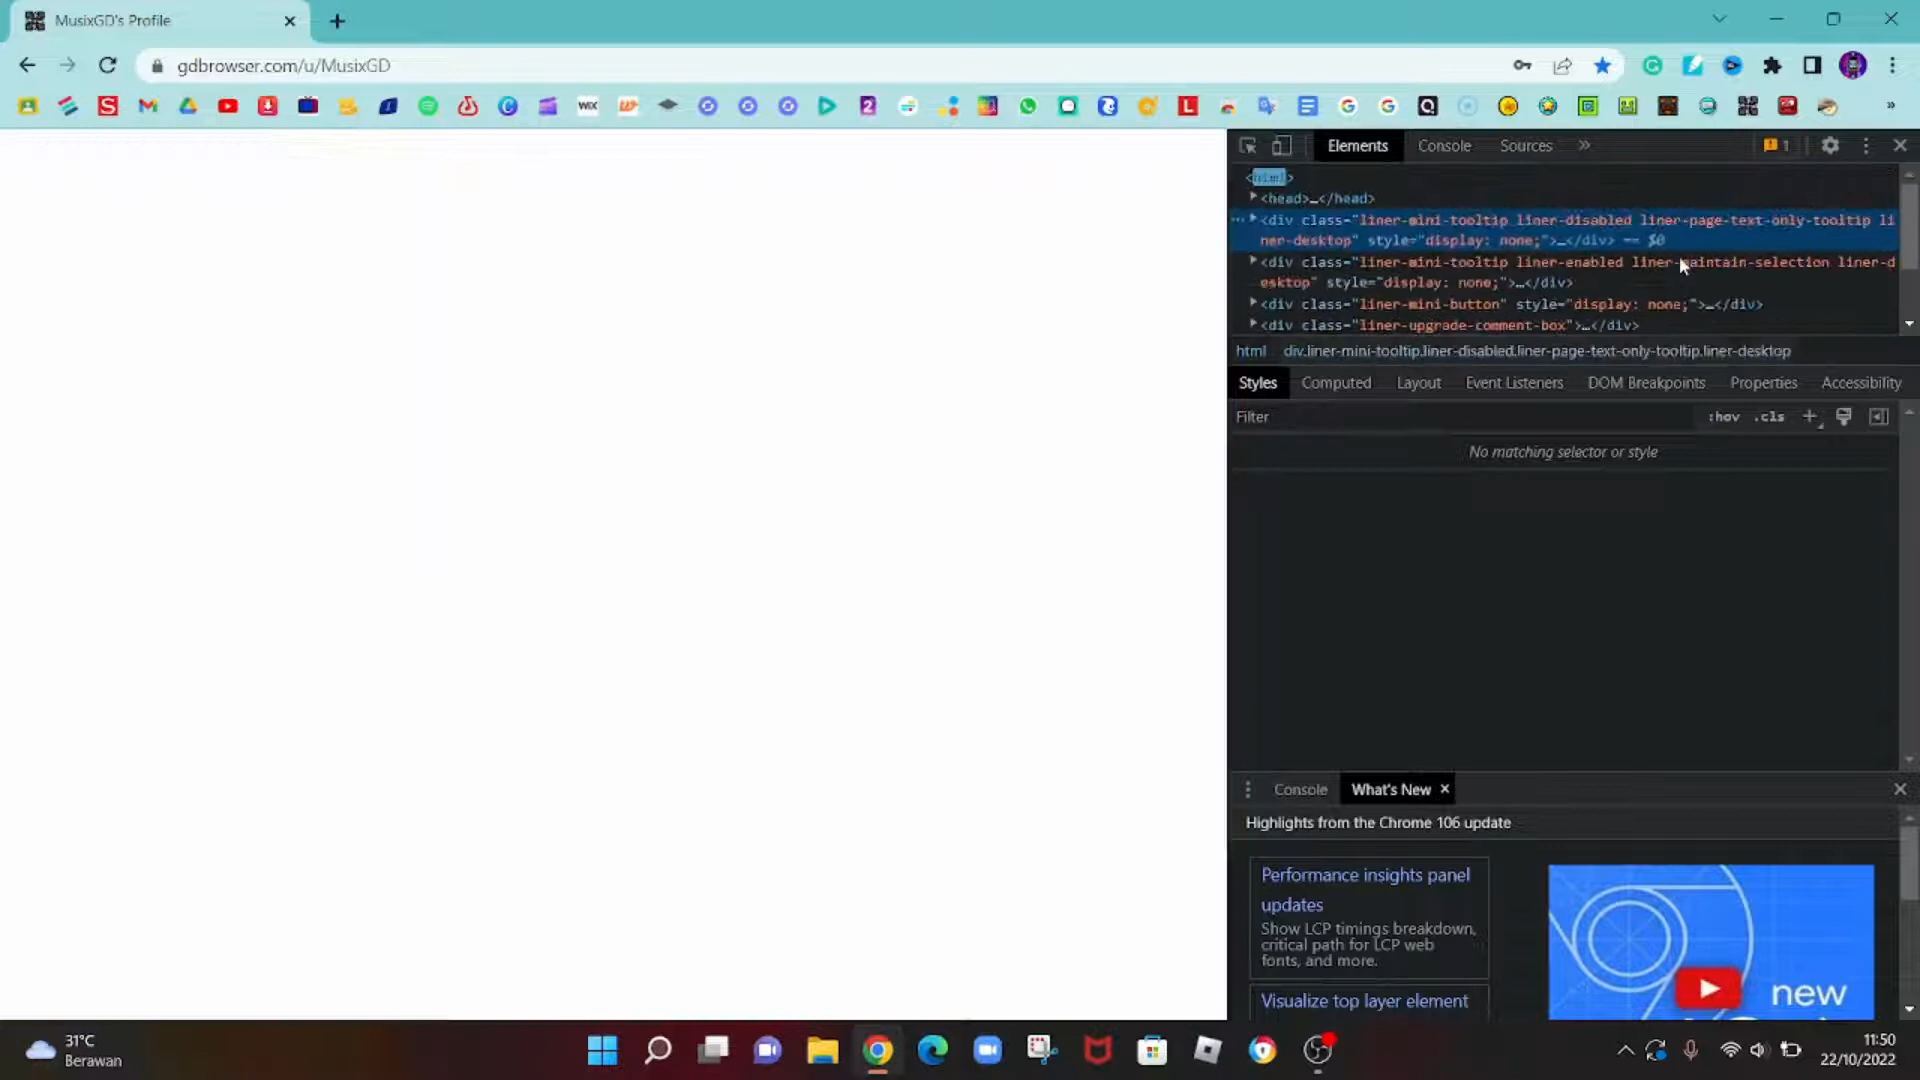 MusixGD's Profile
gdbrowser.com/u/MusixGD
Elements Console Sources 1
<html>
<head>…</head>
<div class="liner-mini-tooltip liner-disabled liner-page-text-only-tooltip li
ner-desktop" style="display: none;">…</div> == $0
<div class="liner-mini-tooltip liner-enabled liner-maintain-selection liner-d
esktop" style="display: none;">…</div>
<div class="liner-mini-button" style="display: none;">…</div>
<div class="liner-upgrade-comment-box">…</div>
html div.liner-mini-tooltip.liner-disabled.liner-page-text-only-tooltip.liner-desktop
Styles Computed Layout Event Listeners DOM Breakpoints Properties Accessibility
Filter :hov .cls
No matching selector or style
Console What's New
Highlights from the Chrome 106 update
Performance insights panel
updates
Show LCP timings breakdown,
critical path for LCP web
fonts, and more.
Visualize top layer element
new
31°C
Berawan
11:50
22/10/2022